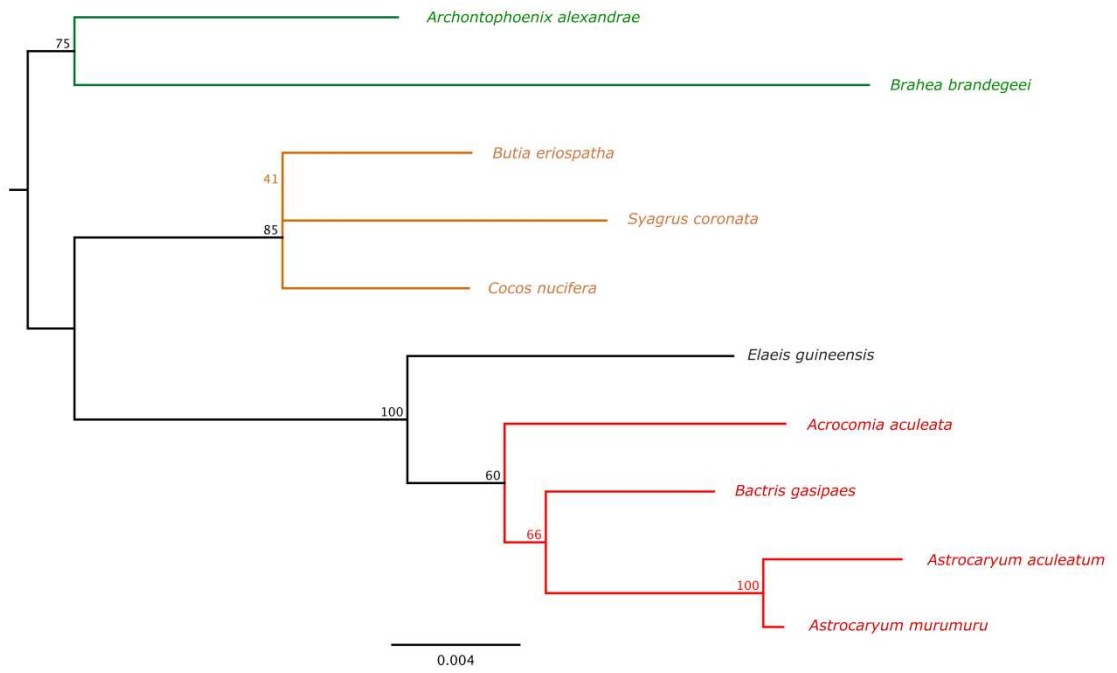 Archontophoenix alexandrae
75
Brahea brandegeei
Butia eriospatha
41
Syagrus coronata
85
Cocos nucifera
Elaeis guineensis
100
Acrocomia aculeata
60
Bactris gasipaes
66
Astrocaryum aculeatum
100
Astrocaryum murumuru
0.004